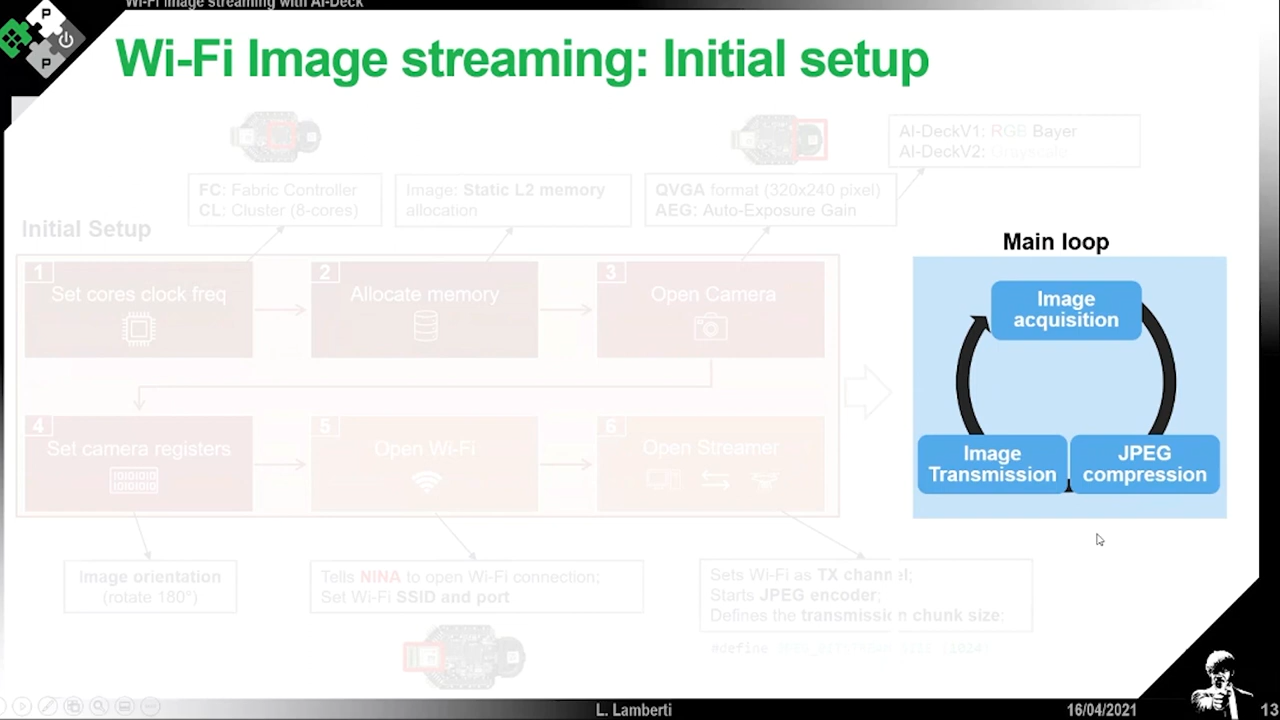 Wi-Fi Image streaming with AI-Deck
P
P
Wi-Fi Image streaming: Initial setup
AI-DeckV1: RGB Bayer
AI-DeckV2: Grayscale
FC: Fabric Controller
CL: Cluster (8-cores)
Image: Static L2 memory
allocation
QVGA format (320x240 pixel)
AEG: Auto-Exposure Gain
Initial Setup
Main loop
1
Set cores clock freq
2
Allocate memory
3
Open Camera
Image
acquisition
4
Set camera registers
5
Open Wi-Fi
6
Open Streamer
Image
Transmission
JPEG
compression
Image orientation
(rotate 180°)
Tells NINA to open Wi-Fi connection;
Set Wi-Fi SSID and port
Sets Wi-Fi as TX channel;
Starts JPEG encoder;
Defines the transmission chunk size:
#define
L. Lamberti
16/04/2021
13